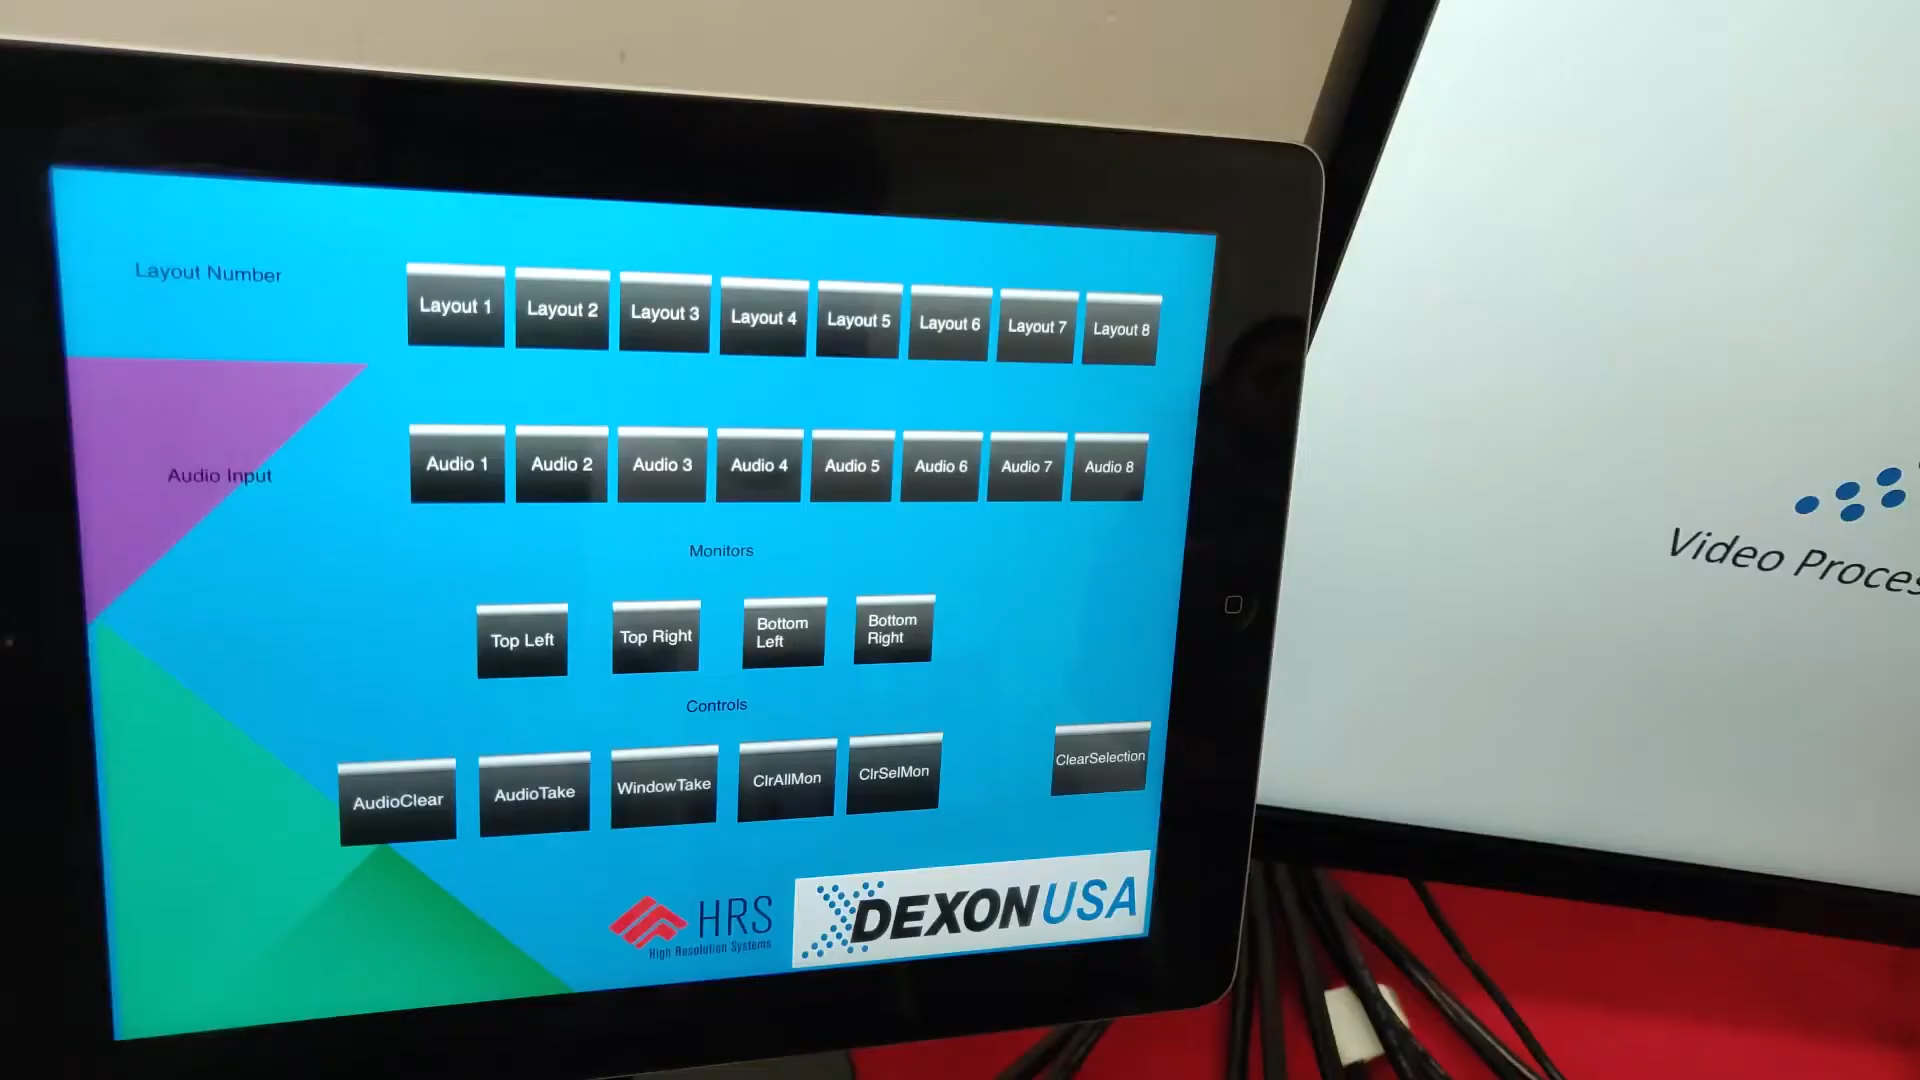 Layout Number
Layout 1 Layout 2 Layout 3 Layout 4 Layout 5 Layout 6 Layout 7 Layout 8
Audio Input
Audio 1 Audio 2 Audio 3 Audio 4 Audio 5 Audio 6 Audio 7 Audio 8
Monitors
Top Left Top Right
Bottom
Left
Bottom
Right
Controls
AudioClear AudioTake WindowTake ClrAllMon ClrSelMon ClearSelection
HRS
High Resolution Systems
DEXONUSA
Video